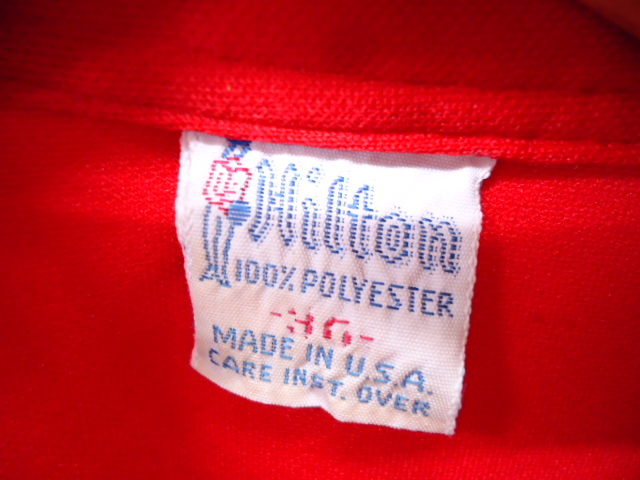 Hilton
100% POLYESTER
-36-
MADE IN U.S.A.
CARE INST. OVER